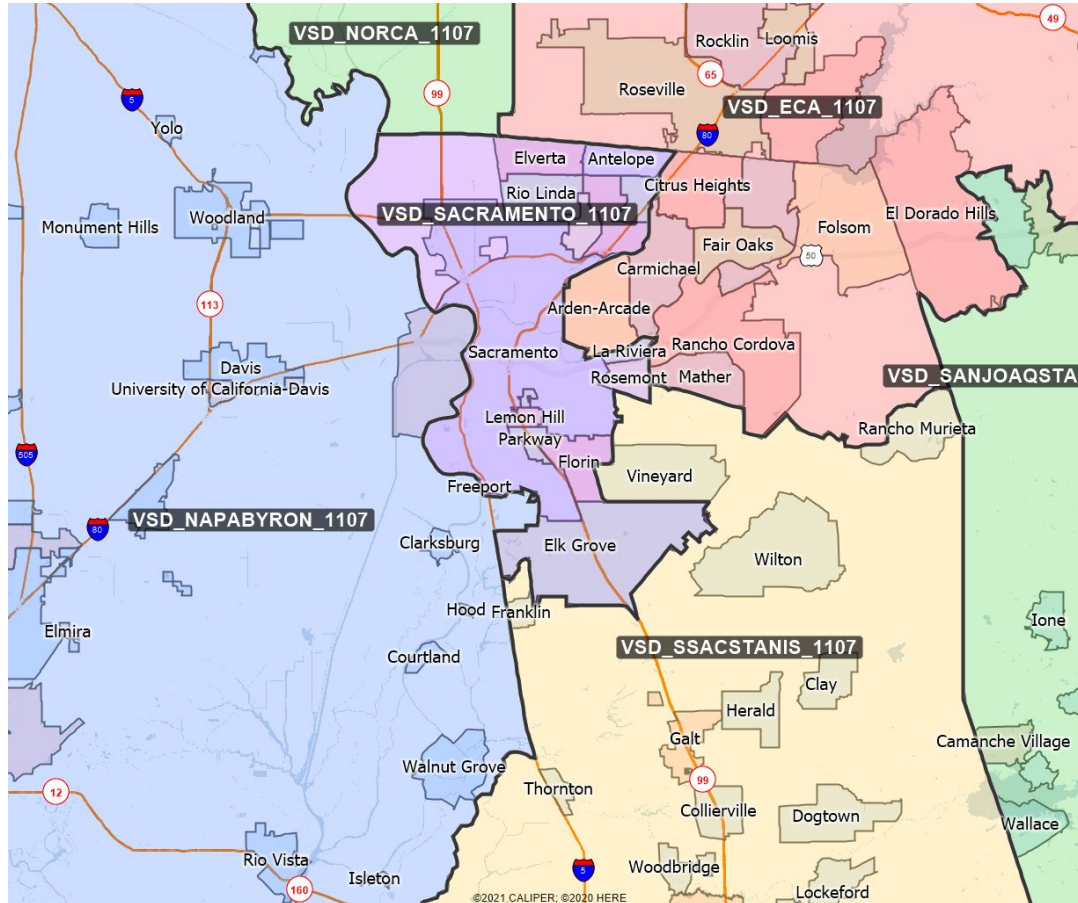 VSD_NORCA_1107
49
Rocklin
Loomis
65
Roseville
5
99
VSD_ECA_1107
Yolo
80
Elverta
Antelope
Rio Linda
Citrus Heights
Monument Hills
Woodland
VSD_SACRAMENTO_1107
El Dorado Hills
Folsom
Fair Oaks
50
Carmichael
113
Arden-Arcade
Sacramento
La Riviera
Rancho Cordova
Davis
University of California-Davis
Rosemont
Mather
VSD_SANJOAQSTA
Lemon Hill
Parkway
Rancho Murieta
505
Florin
Vineyard
Freeport
VSD_NAPABYRON_1107
80
Clarksburg
Elk Grove
Wilton
Hood
Franklin
Elmira
Ione
VSD_SSACSTANIS_1107
Courtland
Clay
Herald
Galt
Camanche Village
Walnut Grove
Thornton
99
12
Collierville
Dogtown
Wallace
Rio Vista
Woodbridge
5
Isleton
160
Lockeford
©2021 CALIPER; ©2020 HERE